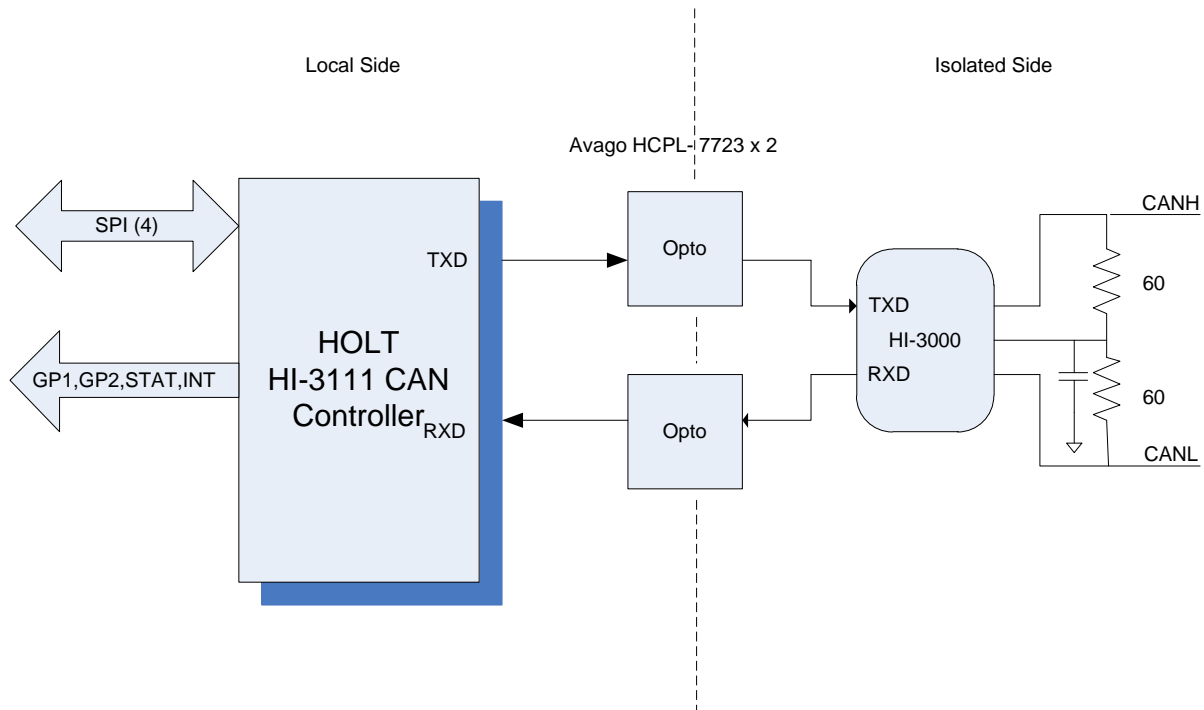 Local Side
Isolated Side
Avago HCPL- 7723 x 2
SPI (4)
GP1,GP2,STAT,INT
TXD
HOLT
HI-3111 CAN
Controller
RXD
Opto
Opto
TXD
HI-3000
RXD
CANH
60
60
CANL